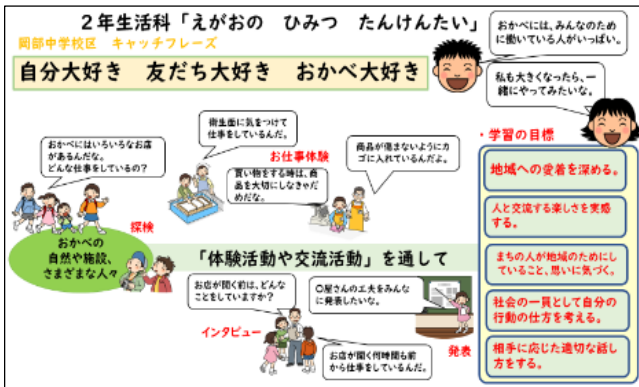 ２年生活科「えがおの　ひみつ　たんけんたい」
岡部中学校区　キャッチフレーズ
自分大好き　友だち大好き　おかべ大好き
おかべには、みんなのため
に働いている人がいっぱい。
私も大きくなったら、一
緒にやってみたいな。
おかべにはいろいろなお店
があるんだな。
どんな仕事をしているの？
衛生面に気をつけて
仕事をしているんだ。
お仕事体験
買い物をする時は、商
品を大切にしなきゃだ
めだな。
商品が傷まないようにカ
ゴに入れているんだよ。
探検
おかべの
自然や施設、
さまざまな人々
「体験活動や交流活動」を通して
お店が開く前は、どんな
ことをしていますか？
〇屋さんの工夫をみんな
に発表したいな。
インタビュー
発表
お店が開く何時間も前
から仕事をしているんだ。
・学習の目標
地域への愛着を深める。
人と交流する楽しさを実感
する。
まちの人が地域のためにし
ていること、思いに気づく。
社会の一員として自分の
行動の仕方を考える。
相手に応じた適切な話し
方をする。